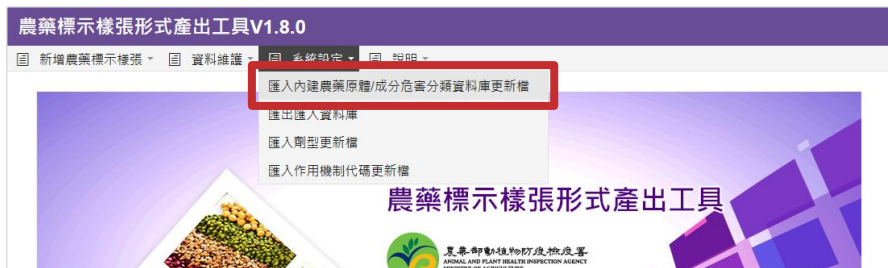 農藥標示樣張形式產出工具V1.8.0
新增農藥標示樣張 資料維護 系統設定 說明
匯入內建農藥原體/成分危害分類資料庫更新檔
匯出匯入資料庫
匯入劑型更新檔
匯入作用機制代碼更新檔
農藥標示樣張形式產出工具
農業部動植物防疫檢疫署
ANIMAL AND PLANT HEALTH INSPECTION AGENCY
MINISTRY OF AGRICULTURE